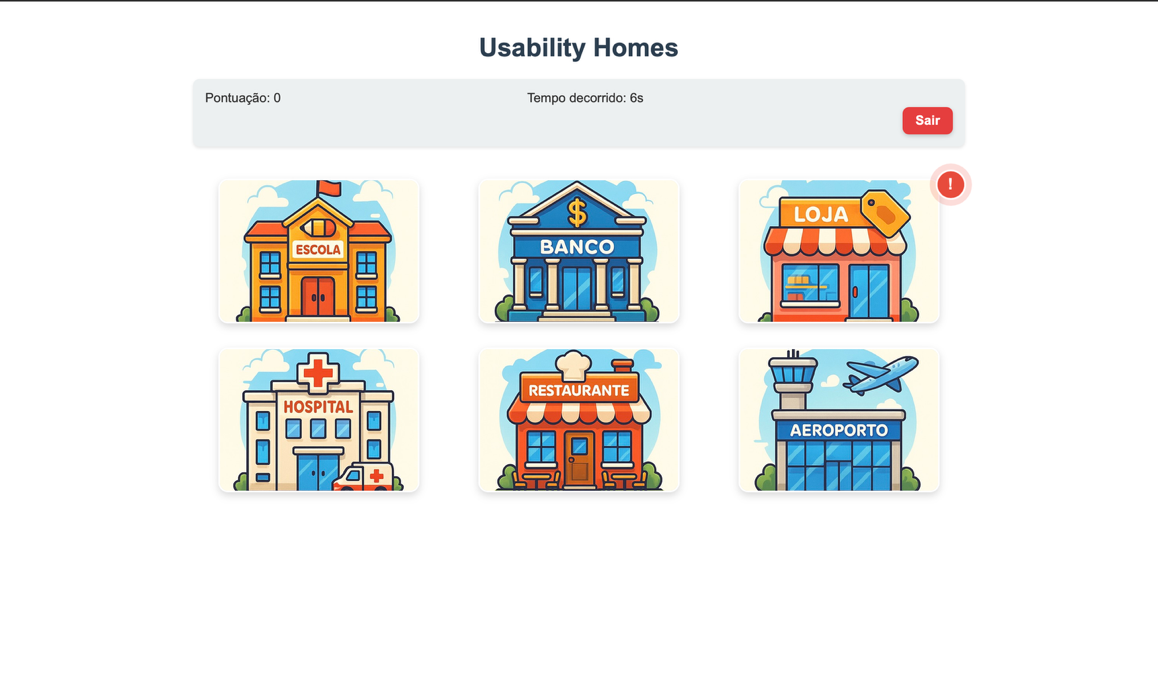 Usability Homes
Pontuação: 0
Tempo decorrido: 6s
Sair
!
ESCOLA
$
BANCO
LOJA
HOSPITAL
RESTAURANTE
AEROPORTO